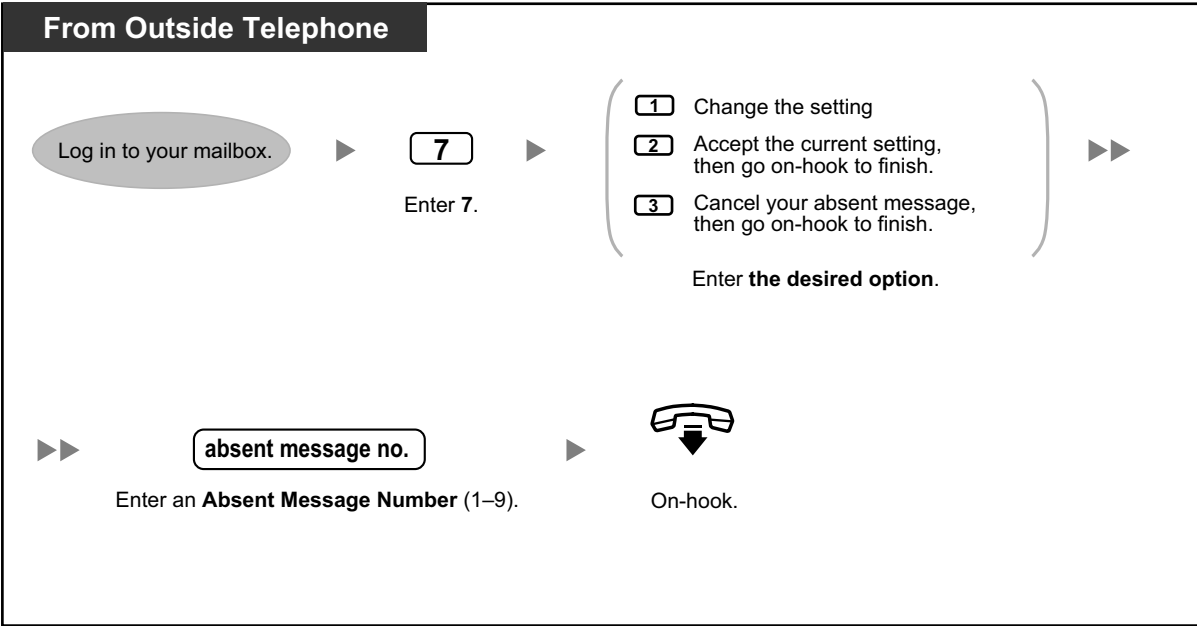 From Outside Telephone
Log in to your mailbox.
7
Enter 7.
1 Change the setting
2 Accept the current setting,
then go on-hook to finish.
3 Cancel your absent message,
then go on-hook to finish.
Enter the desired option.
absent message no.
Enter an Absent Message Number (1–9).
On-hook.